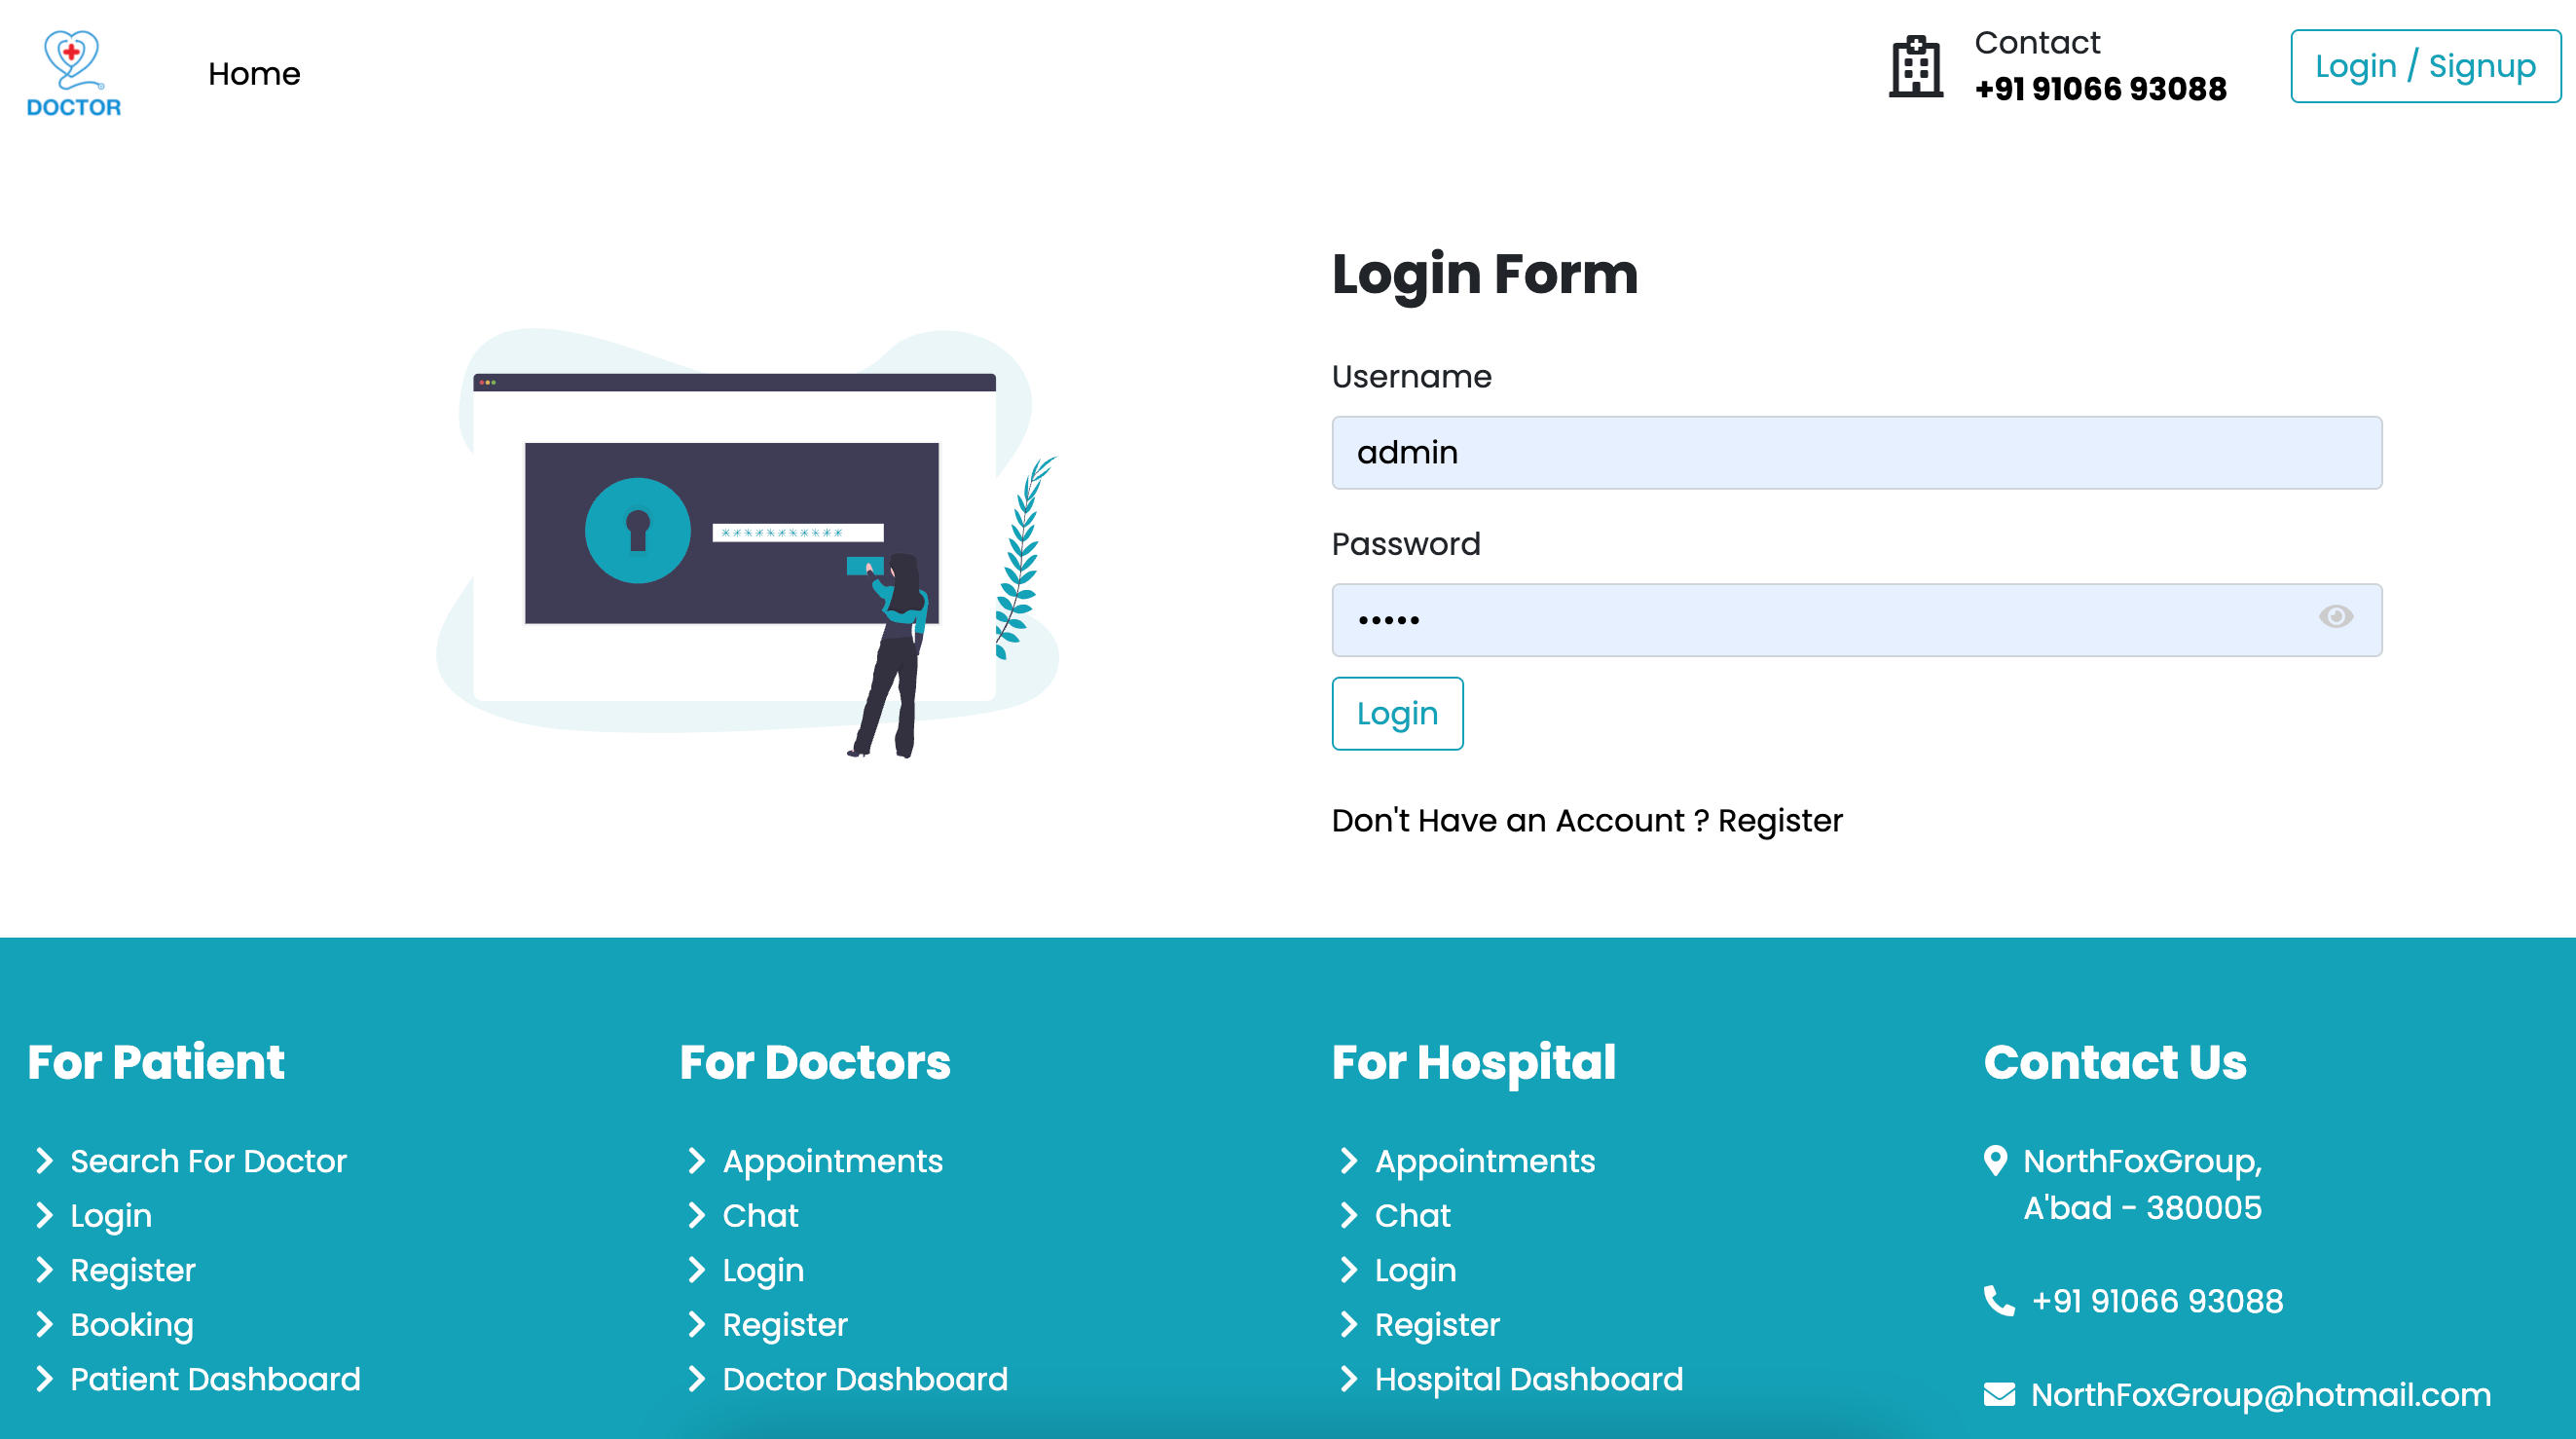 DOCTOR
Home
Contact
+91 91066 93088
Login / Signup
Login Form
Username
admin
Password
•••••
Login
Don't Have an Account ? Register
For Patient
Search For Doctor
Login
Register
Booking
Patient Dashboard
For Doctors
Appointments
Chat
Login
Register
Doctor Dashboard
For Hospital
Appointments
Chat
Login
Register
Hospital Dashboard
Contact Us
NorthFoxGroup,
A'bad - 380005
+91 91066 93088
NorthFoxGroup@hotmail.com